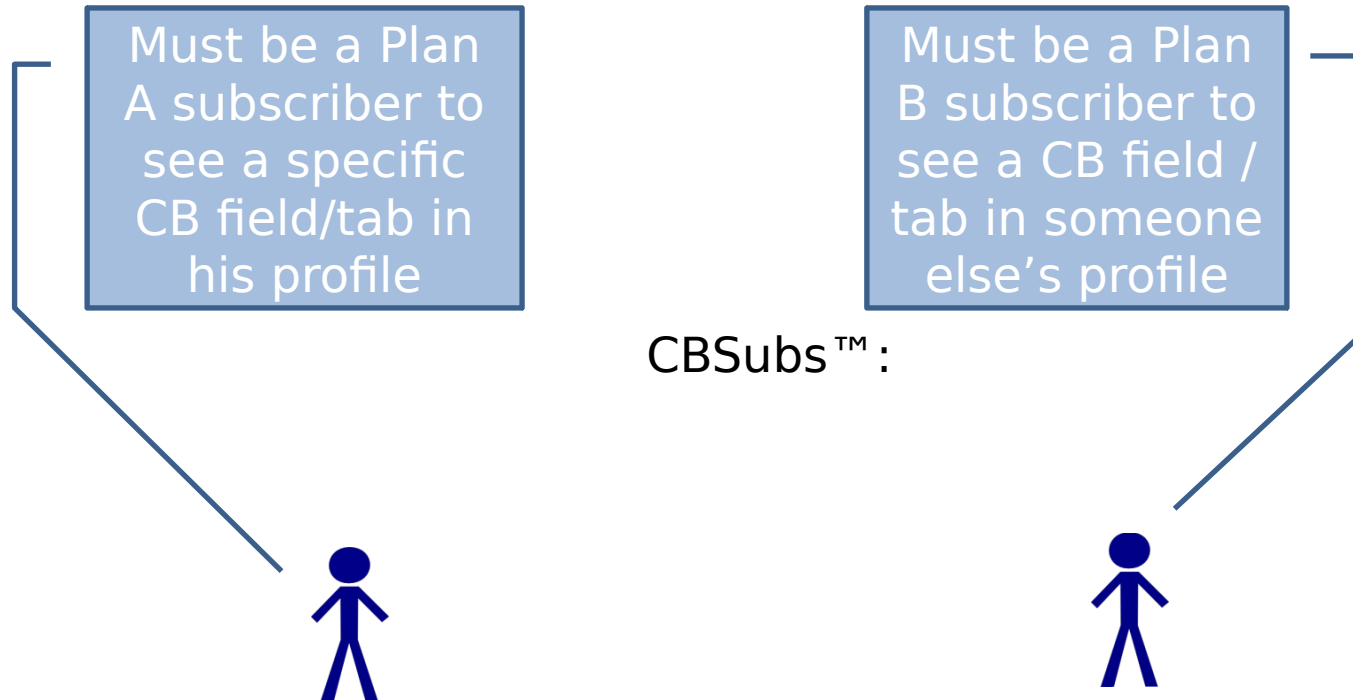 Must be a Plan
A subscriber to
see a specific
CB field/tab in
his profile
Must be a Plan
B subscriber to
see a CB field /
tab in someone
else’s profile
CBSubs™: